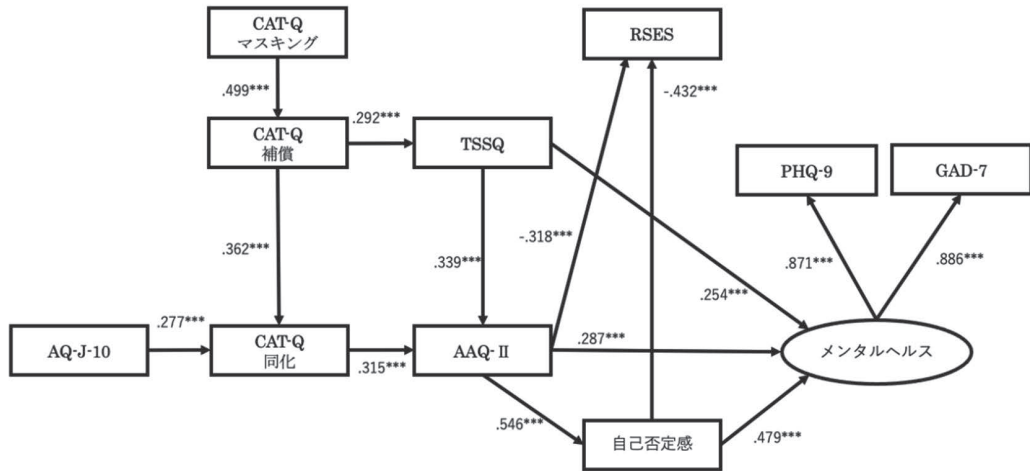 CAT-Q
マスキング
RSES
.499***
-.432***
CAT-Q
補償
.292***
TSSQ
PHQ-9
GAD-7
.362***
.339***
-.318***
.871***
.886***
.254***
AQ-J-10
.277***
CAT-Q
同化
.315***
AAQ-Ⅱ
.287***
メンタルヘルス
.546***
自己否定感
.479***